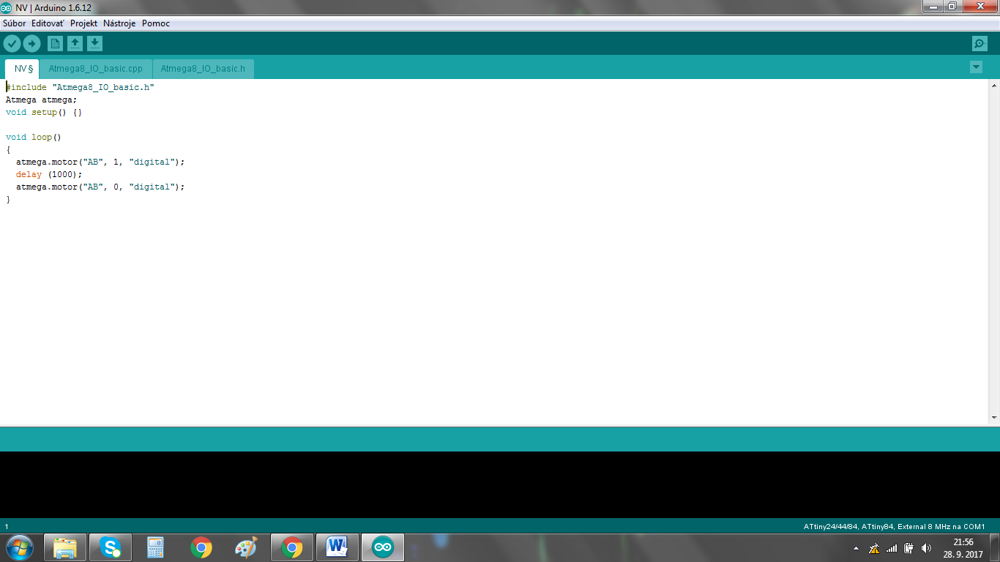 NV | Arduino 1.6.12
Súbor Editovať Projekt Nástroje Pomoc
NV § Atmega8_IO_basic.cpp Atmega8_IO_basic.h
#include "Atmega8_IO_basic.h"
Atmega atmega;
void setup() {}
void loop()
{
  atmega.motor("AB", 1, "digital");
  delay (1000);
  atmega.motor("AB", 0, "digital");
}
1 ATtiny24/44/84, ATtiny84, External 8 MHz na COM1
21:56
28. 9. 2017